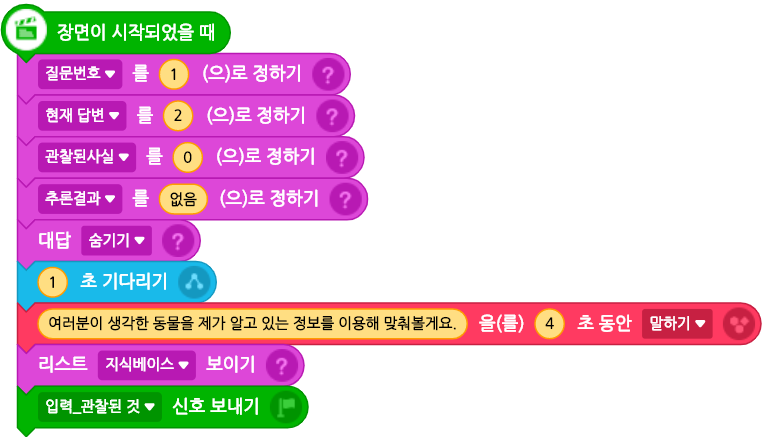 장면이 시작되었을 때
질문번호 ▼ 를 1 (으)로 정하기 ?
현재 답변 ▼ 를 2 (으)로 정하기 ?
관찰된사실 ▼ 를 0 (으)로 정하기 ?
추론결과 ▼ 를 없음 (으)로 정하기 ?
대답 숨기기 ▼ ?
1 초 기다리기
여러분이 생각한 동물을 제가 알고 있는 정보를 이용해 맞춰볼게요. 을(를) 4 초 동안 말하기 ▼
리스트 지식베이스 ▼ 보이기 ?
입력_관찰된 것 ▼ 신호 보내기